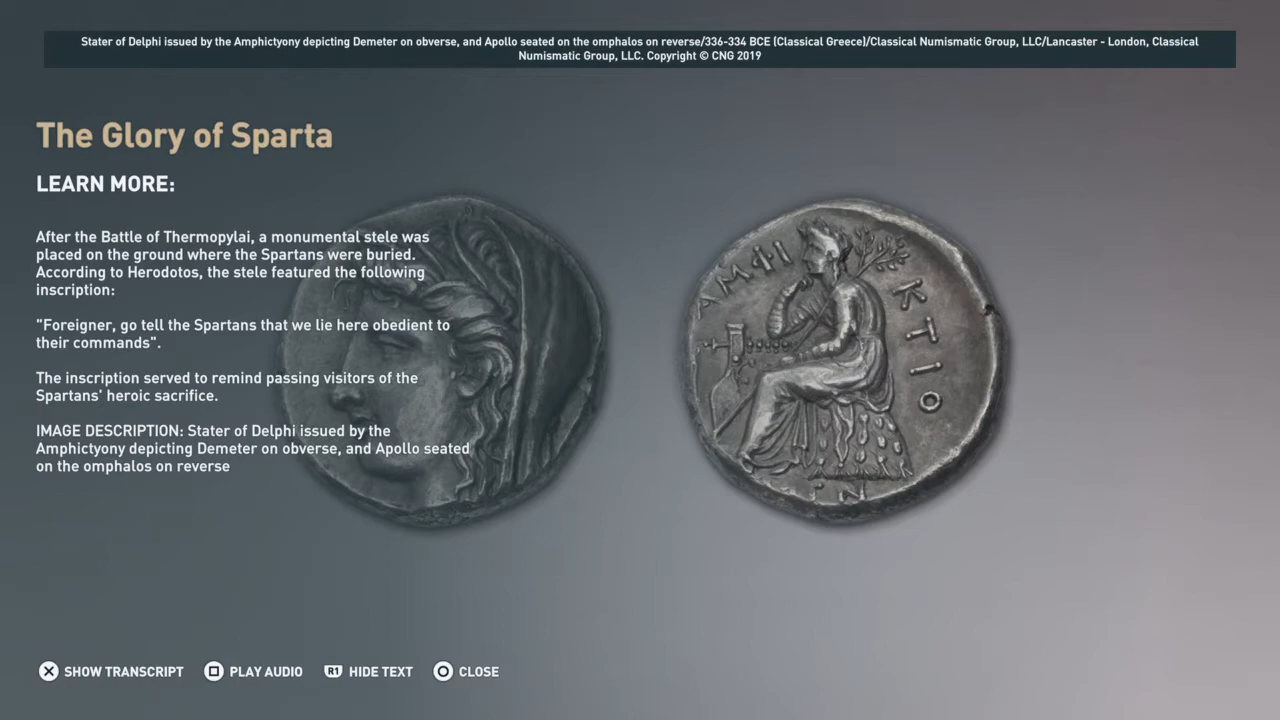 Stater of Delphi issued by the Amphictyony depicting Demeter on obverse, and Apollo seated on the omphalos on reverse/336-334 BCE (Classical Greece)/Classical Numismatic Group, LLC/Lancaster - London, Classical
Numismatic Group, LLC. Copyright © CNG 2019
The Glory of Sparta
LEARN MORE:
After the Battle of Thermopylai, a monumental stele was
placed on the ground where the Spartans were buried.
According to Herodotos, the stele featured the following
inscription:
"Foreigner, go tell the Spartans that we lie here obedient to
their commands".
The inscription served to remind passing visitors of the
Spartans' heroic sacrifice.
IMAGE DESCRIPTION: Stater of Delphi issued by the
Amphictyony depicting Demeter on obverse, and Apollo seated
on the omphalos on reverse
ΑΜΦΙ
ΚΤΙΟ
ΙΝ
SHOW TRANSCRIPT
PLAY AUDIO
R1 HIDE TEXT
CLOSE